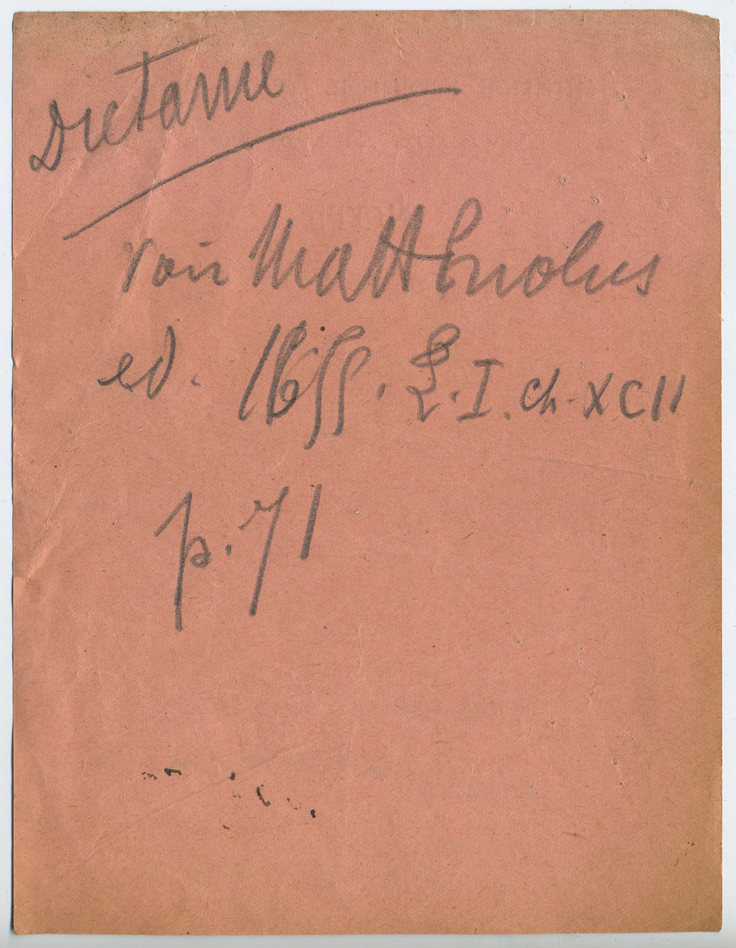 Dictame
voir Matthiolus
ed. 1655. L. I. ch. XCII
p. 71